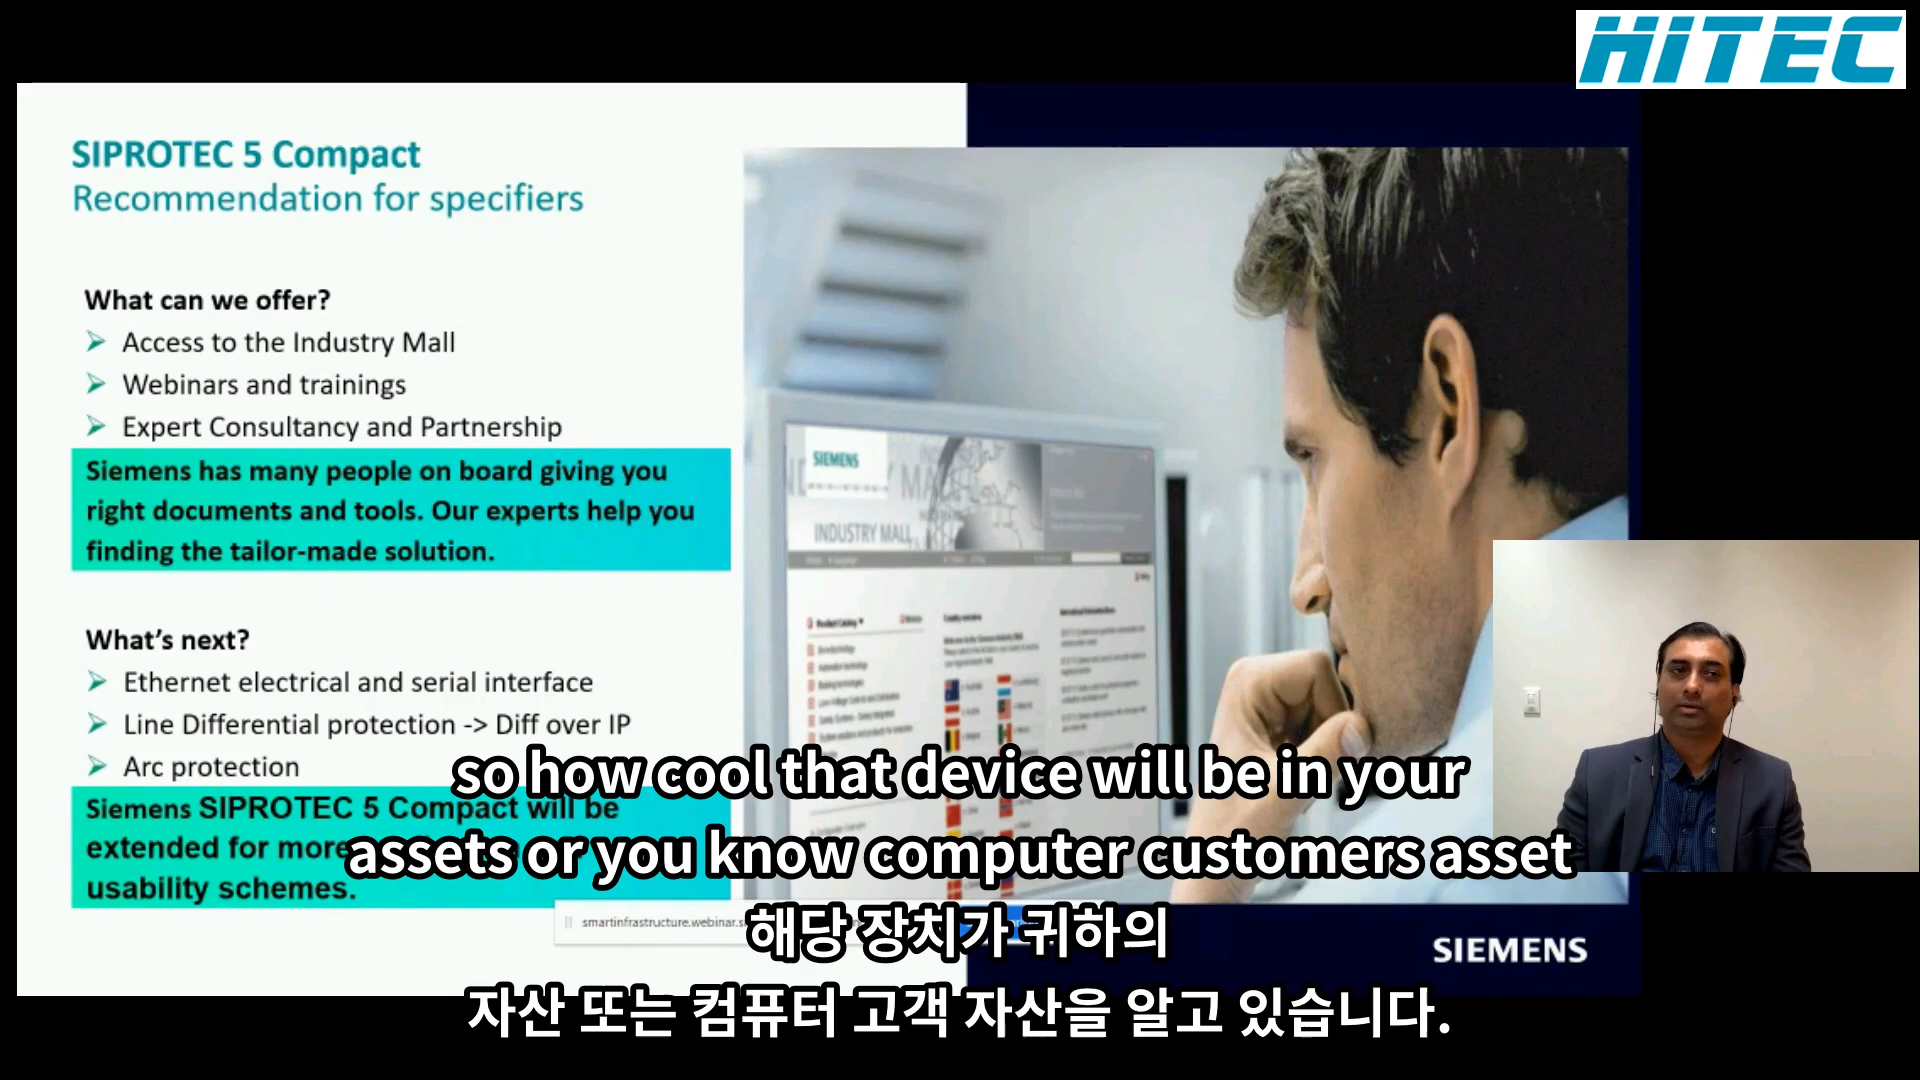 HITEC
SIPROTEC 5 Compact
Recommendation for specifiers
What can we offer?
Access to the Industry Mall
Webinars and trainings
Expert Consultancy and Partnership
Siemens has many people on board giving you
right documents and tools. Our experts help you
finding the tailor-made solution.
What's next?
Ethernet electrical and serial interface
Line Differential protection -> Diff over IP
Arc protection
Siemens SIPROTEC 5 Compact will be
extended for more
usability schemes.
SIEMENS
INDUSTRY MALL
Product Catalog
so how cool that device will be in your
assets or you know computer customers asset
해당 장치가 귀하의
자산 또는 컴퓨터 고객 자산을 알고 있습니다.
smartinfrastructure.webinar.s
SIEMENS